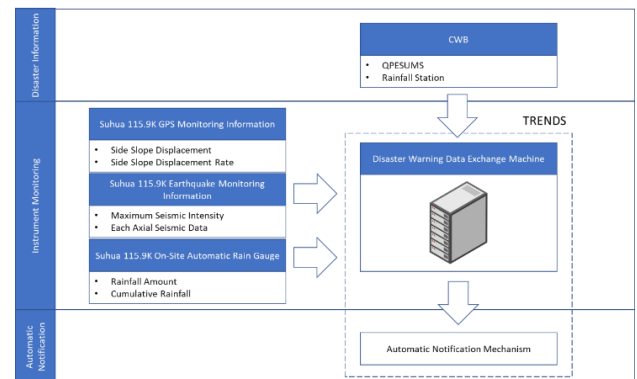 Disaster Information
CWB
• QPESUMS
• Rainfall Station
Instrument Monitoring
Suhua 115.9K GPS Monitoring Information
• Side Slope Displacement
• Side Slope Displacement Rate
Suhua 115.9K Earthquake Monitoring
Information
• Maximum Seismic Intensity
• Each Axial Seismic Data
Suhua 115.9K On-Site Automatic Rain Gauge
• Rainfall Amount
• Cumulative Rainfall
TRENDS
Disaster Warning Data Exchange Machine
Automatic
Notification
Automatic Notification Mechanism